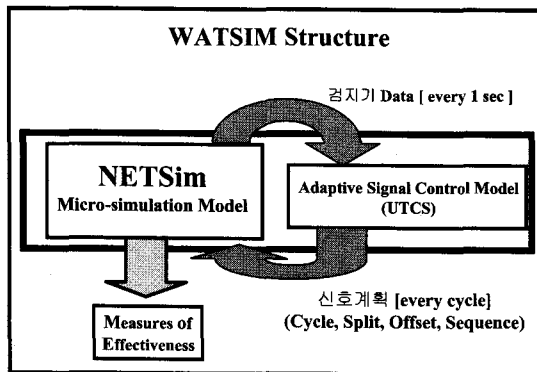 WATSIM Structure
검지기 Data [ every 1 sec ]
NETSim
Micro-simulation Model
Adaptive Signal Control Model
(UTCS)
신호계획 [every cycle}
(Cycle, Split, Offset, Sequence)
Measures of
Effectiveness